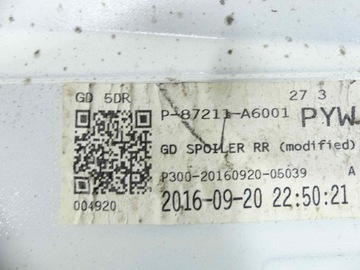 GD 5DR
27 3
P-87211-A6001
PYW
GD SPOILER RR (modified)
P300-20160920-05039
A
004920
2016-09-20 22:50:21